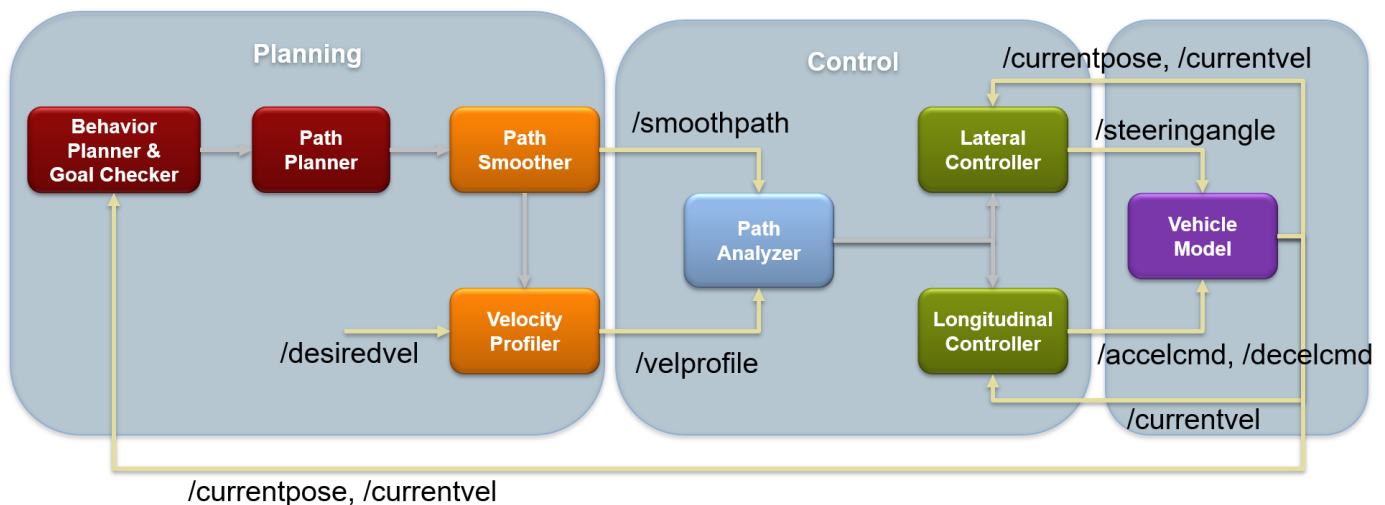 Planning
Control
/currentpose, /currentvel
Behavior
Planner &
Goal Checker
Path
Planner
Path
Smoother
/smoothpath
Lateral
Controller
/steeringangle
Path
Analyzer
Vehicle
Model
/desiredvel
Velocity
Profiler
/velprofile
Longitudinal
Controller
/accelcmd, /decelcmd
/currentvel
/currentpose, /currentvel